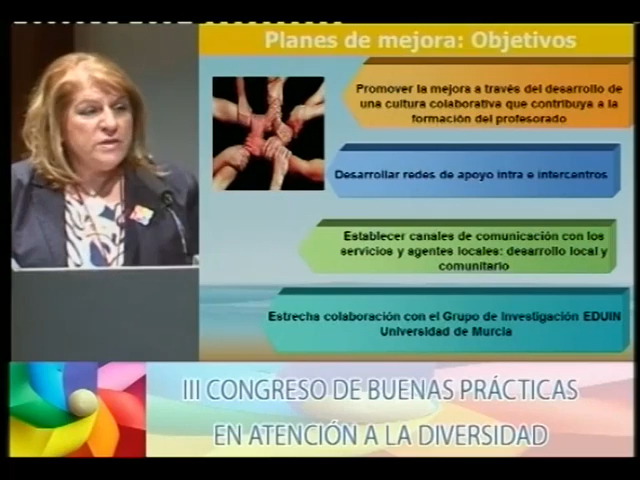 Planes de mejora: Objetivos
Promover la mejora a través del desarrollo de
una cultura colaborativa que contribuya a la
formación del profesorado
Desarrollar redes de apoyo intra e intercentros
Establecer canales de comunicación con los
servicios y agentes locales: desarrollo local y
comunitario
Estrecha colaboración con el Grupo de Investigación EDUIN
Universidad de Murcia
III CONGRESO DE BUENAS PRÁCTICAS
EN ATENCIÓN A LA DIVERSIDAD